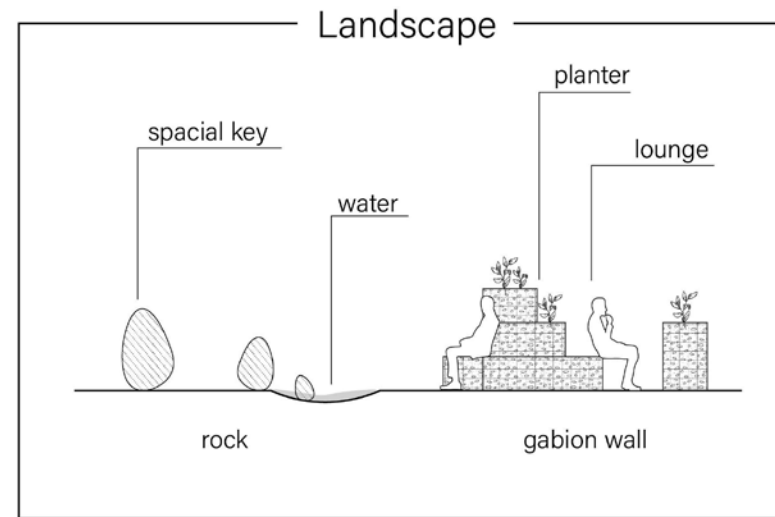 Landscape
planter
spacial key
lounge
water
rock
gabion wall